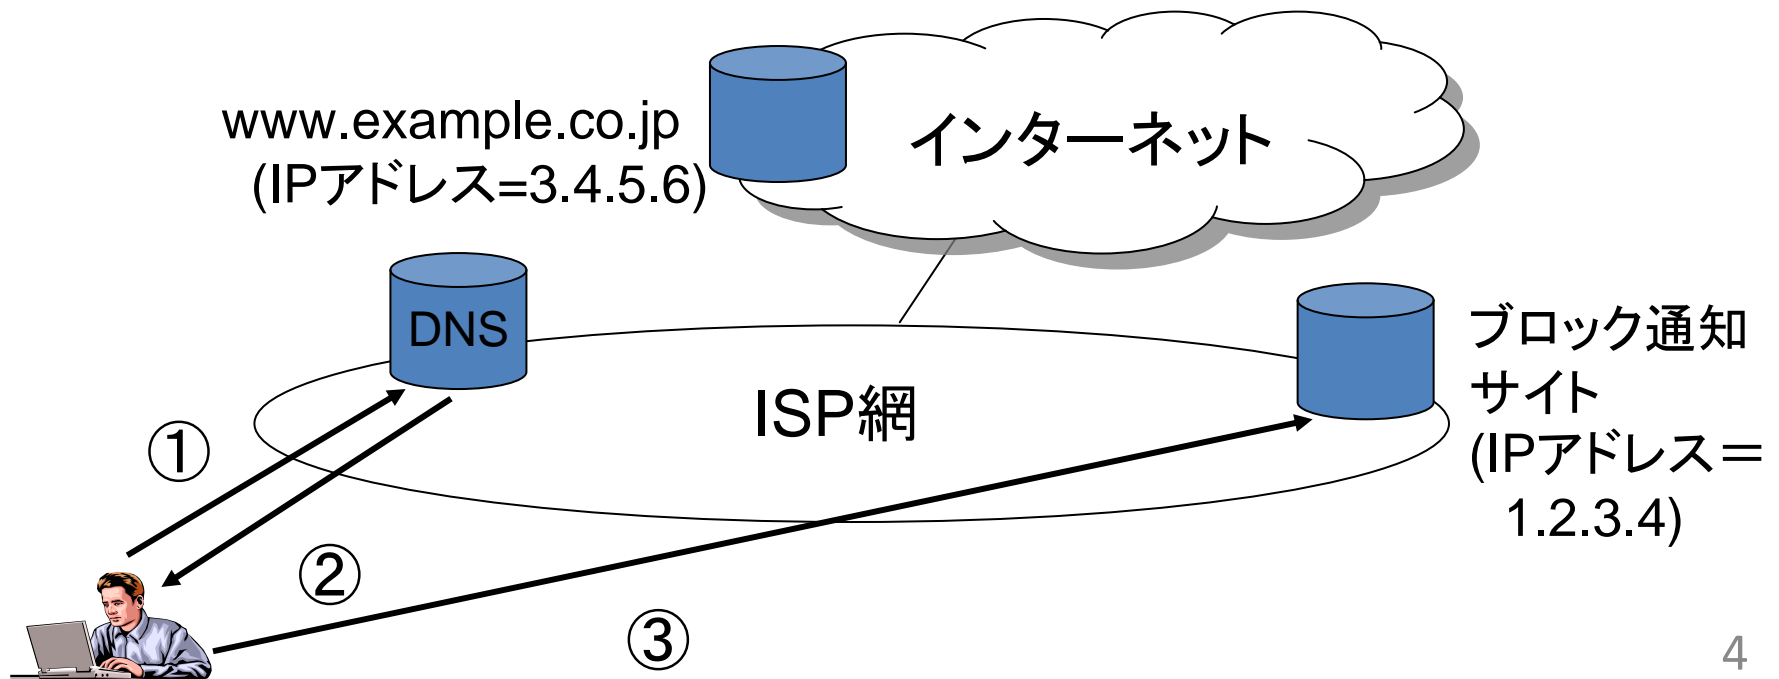 www.example.co.jp
(IPアドレス=3.4.5.6)
インターネット
DNS
ISP網
ブロック通知
サイト
(IPアドレス＝
1.2.3.4)
①
②
③
4